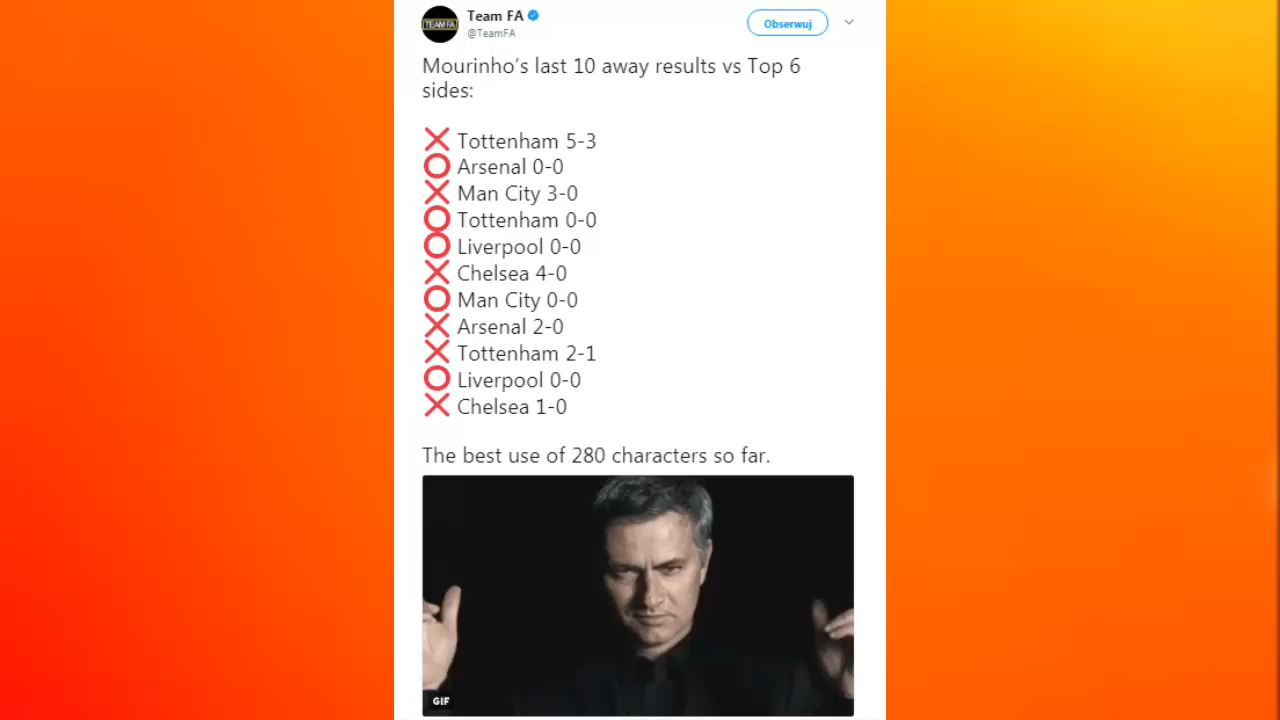 Team FA
TEAM FA
@TeamFA
Obserwuj
Mourinho's last 10 away results vs Top 6
sides:
❌ Tottenham 5-3
⭕ Arsenal 0-0
❌ Man City 3-0
⭕ Tottenham 0-0
⭕ Liverpool 0-0
❌ Chelsea 4-0
⭕ Man City 0-0
❌ Arsenal 2-0
❌ Tottenham 2-1
⭕ Liverpool 0-0
❌ Chelsea 1-0
The best use of 280 characters so far.
GIF